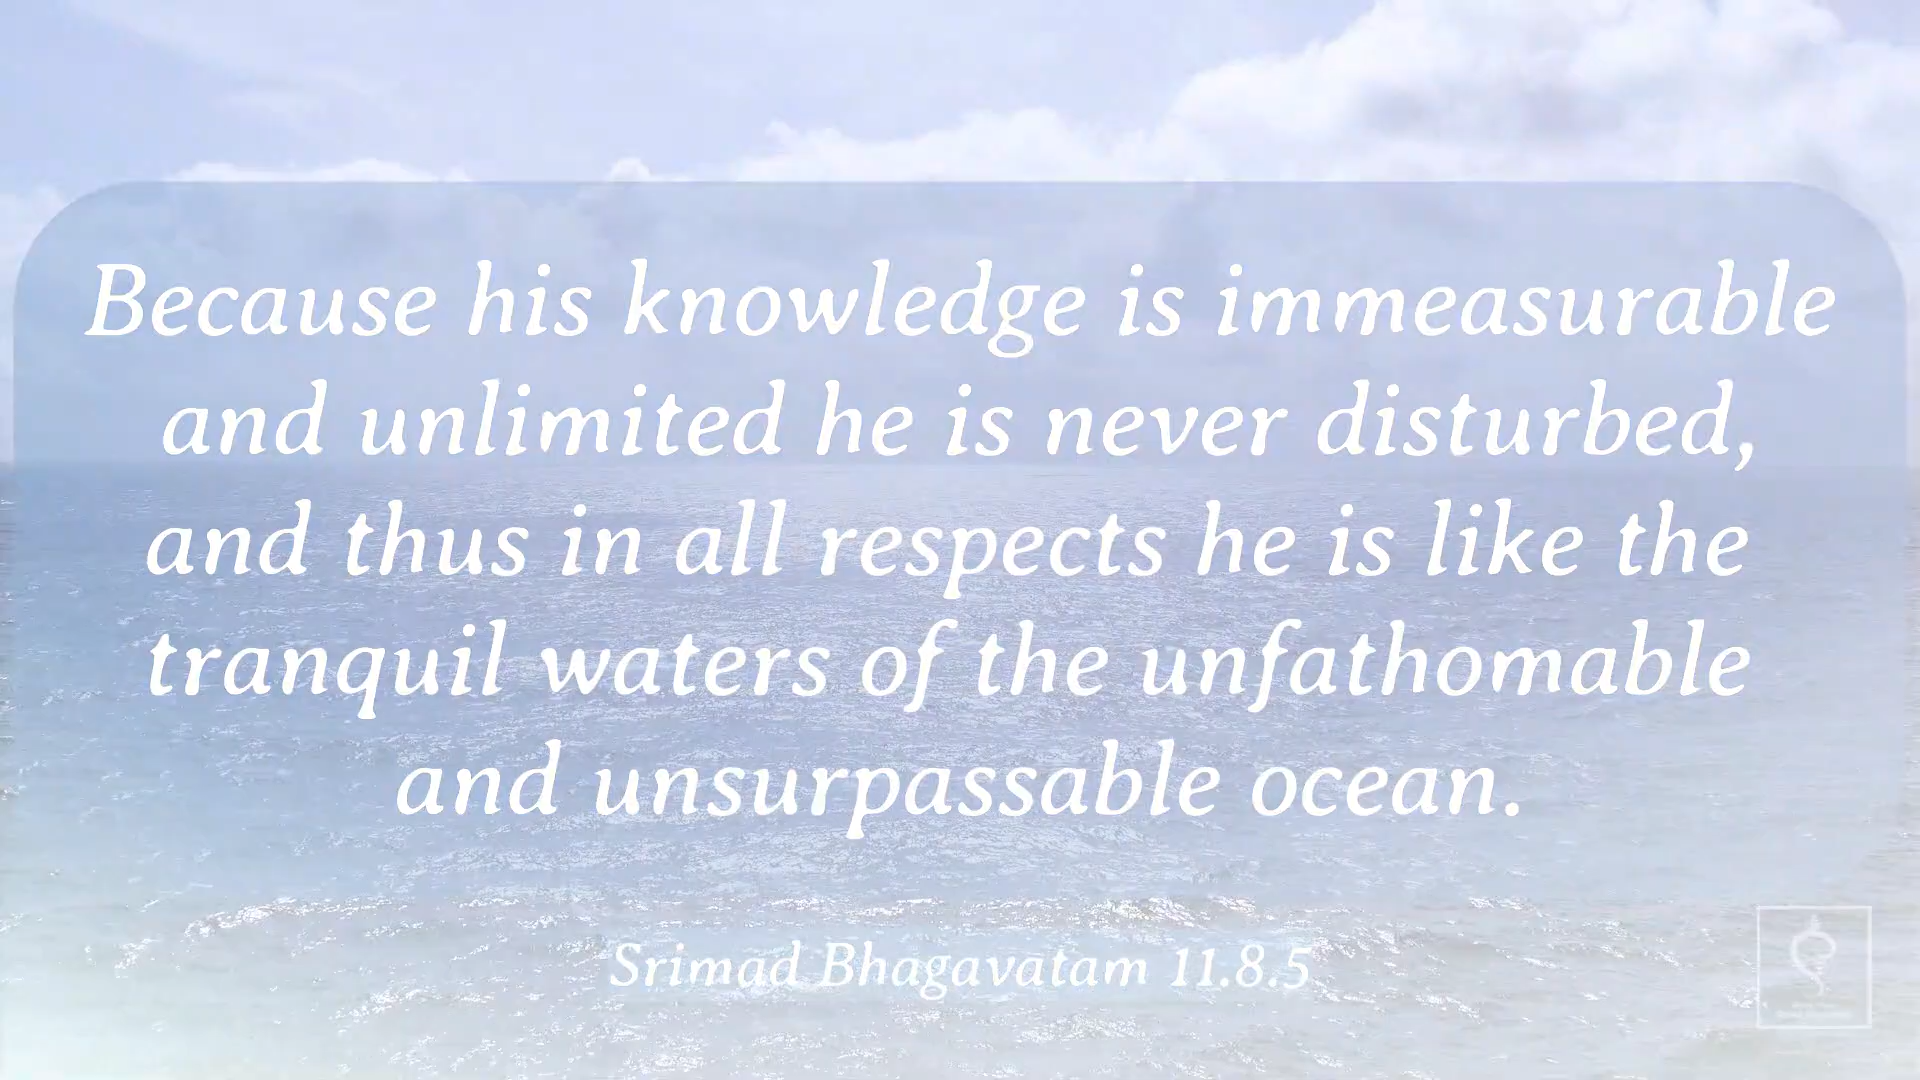 Because his knowledge is immeasurable
and unlimited he is never disturbed,
and thus in all respects he is like the
tranquil waters of the unfathomable
and unsurpassable ocean.
Srimad Bhagavatam 11.8.5